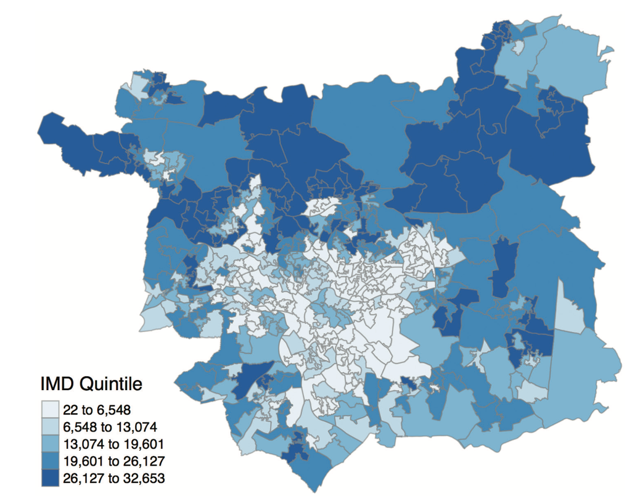 IMD Quintile
22 to 6,548
6,548 to 13,074
13,074 to 19,601
19,601 to 26,127
26,127 to 32,653